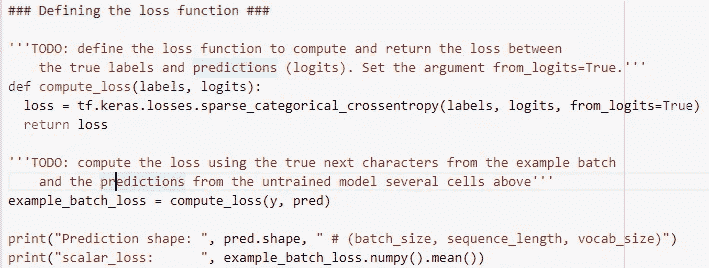 ### Defining the loss function ###
'''TODO: define the loss function to compute and return the loss between
the true labels and predictions (logits). Set the argument from_logits=True.'''
def compute_loss(labels, logits):
loss = tf.keras.losses.sparse_categorical_crossentropy(labels, logits, from_logits=True)
return loss
'''TODO: compute the loss using the true next characters from the example batch
and the predictions from the untrained model several cells above'''
example_batch_loss = compute_loss(y, pred)
print("Prediction shape: ", pred.shape, " # (batch_size, sequence_length, vocab_size)")
print("scalar_loss:      ", example_batch_loss.numpy().mean())